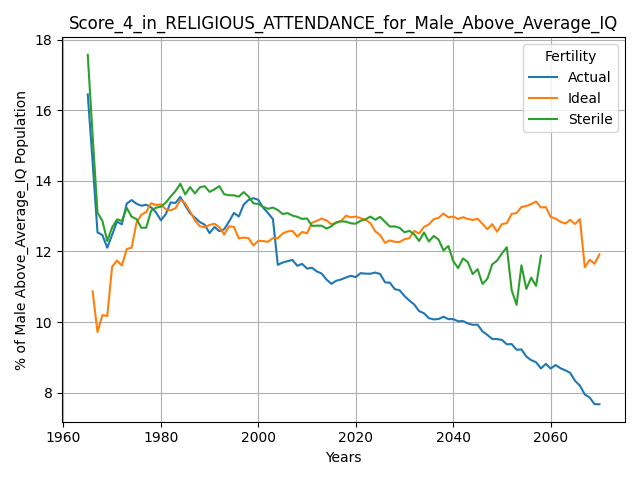 Score_4_in_RELIGIOUS_ATTENDANCE_for_Male_Above_Average_IQ
% of Male Above_Average_IQ Population
18
16
14
12
10
8
Fertility
Actual
Ideal
Sterile
1960
1980
2000
2020
2040
2060
Years